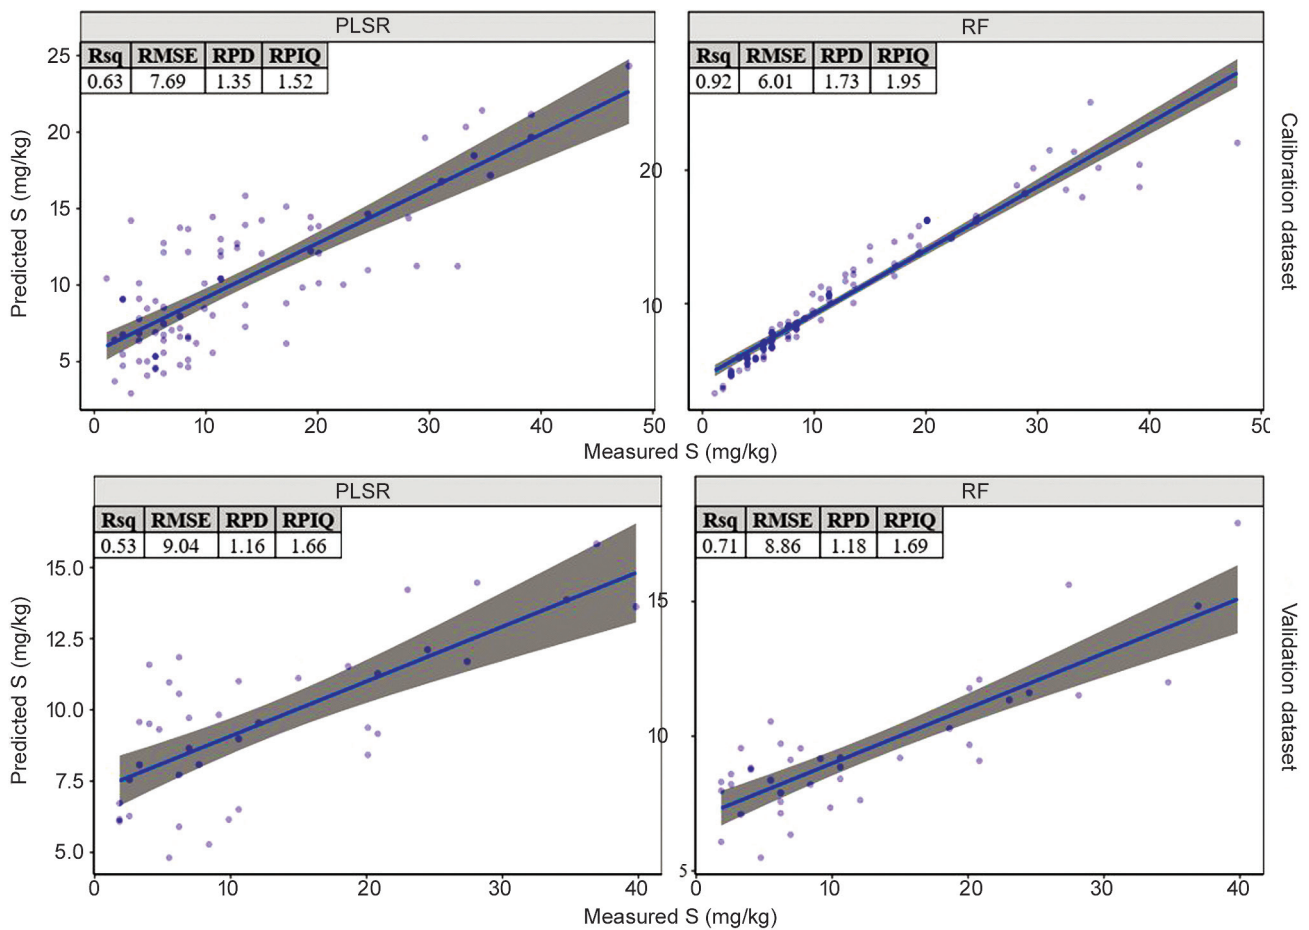 PLSR
RF
Rsq RMSE RPD RPIQ
0.63 7.69 1.35 1.52
Rsq RMSE RPD RPIQ
0.92 6.01 1.73 1.95
Predicted S (mg/kg)
25
20
15
10
5
20
10
Calibration dataset
0 10 20 30 40 50
0 10 20 30 40 50
Measured S (mg/kg)
PLSR
RF
Rsq RMSE RPD RPIQ
0.53 9.04 1.16 1.66
Rsq RMSE RPD RPIQ
0.71 8.86 1.18 1.69
Predicted S (mg/kg)
15.0
12.5
10.0
7.5
5.0
15
10
5
Validation dataset
0 10 20 30 40
0 10 20 30 40
Measured S (mg/kg)